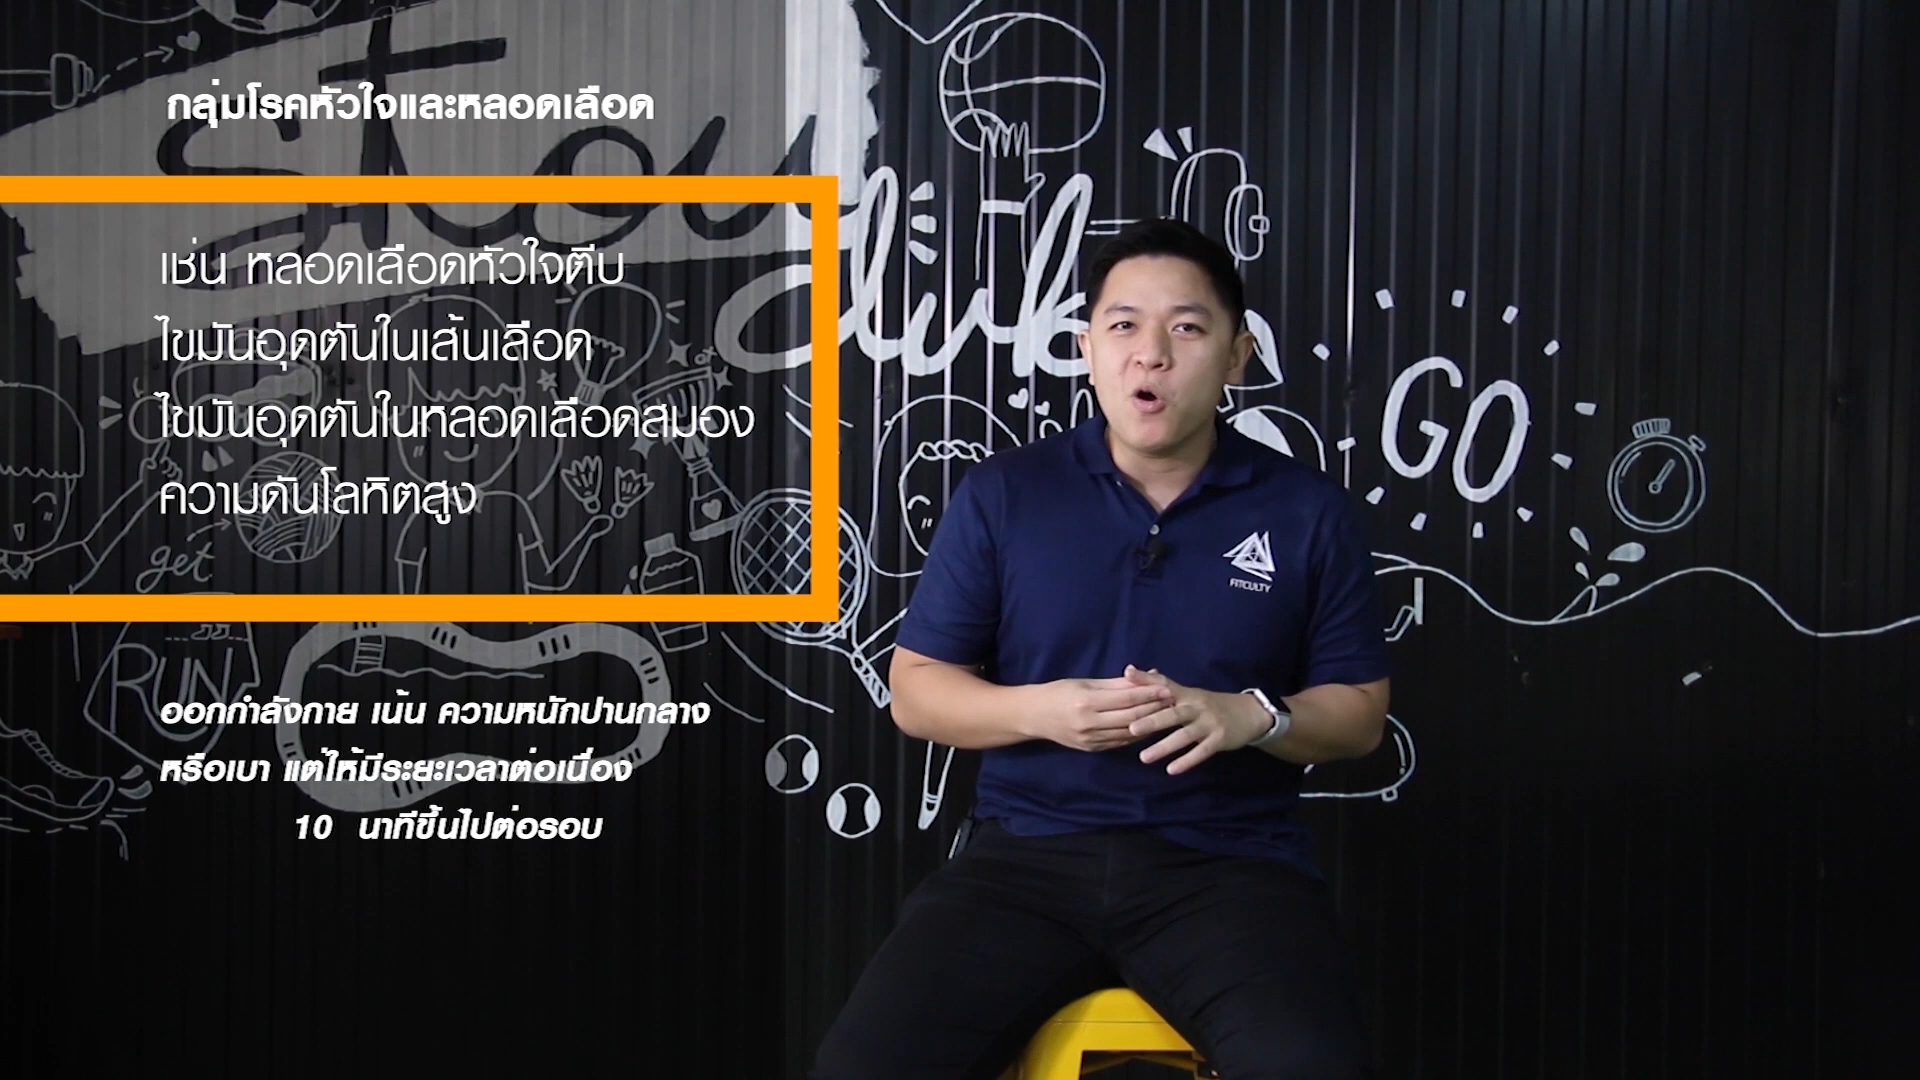 กลุ่มโรคหัวใจและหลอดเลือด
เช่น หลอดเลือดหัวใจตีบ
ไขมันอุดตันในเส้นเลือด
ไขมันอุดตันในหลอดเลือดสมอง
ความดันโลหิตสูง
ออกกำลังกาย เน้น ความหนักปานกลาง
หรือเบา แต่ให้มีระยะเวลาต่อเนื่อง
10 นาทีขึ้นไปต่อรอบ
stou
club
GO
get
RUN
FITCULTY